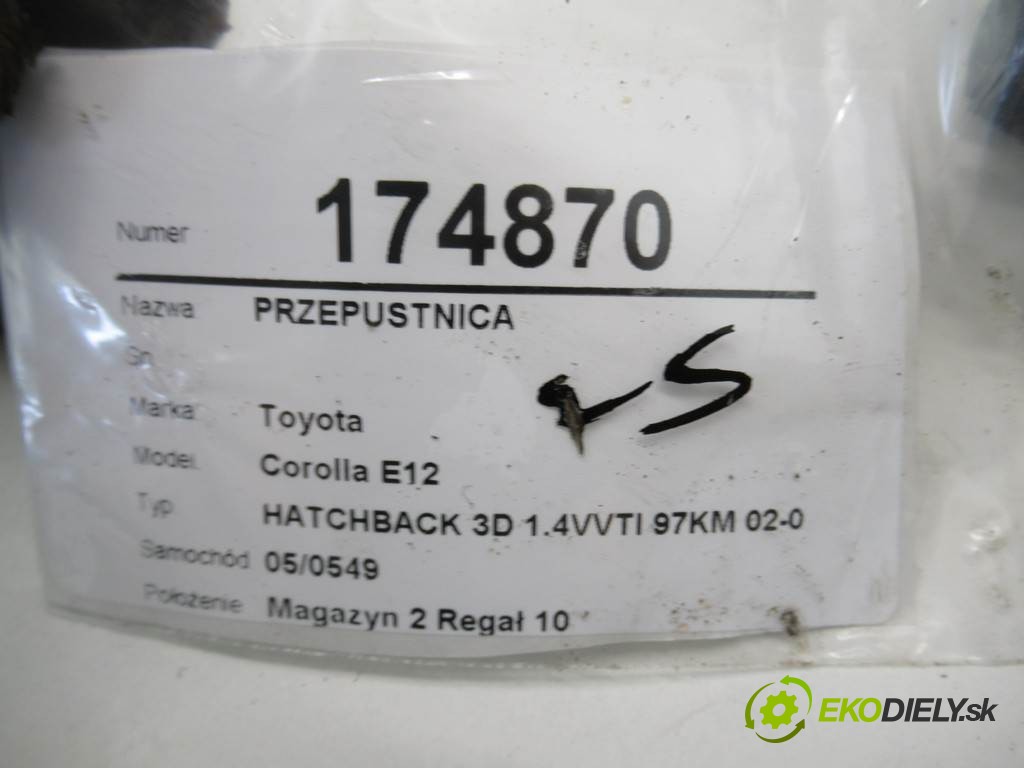 Numer 174870
Nazwa PRZEPUSTNICA
Sn
Marka Toyota
Model Corolla E12
Typ HATCHBACK 3D 1.4VVTI 97KM 02-0
Samochód 05/0549
Położenie Magazyn 2 Regał 10
EKODIELY.sk